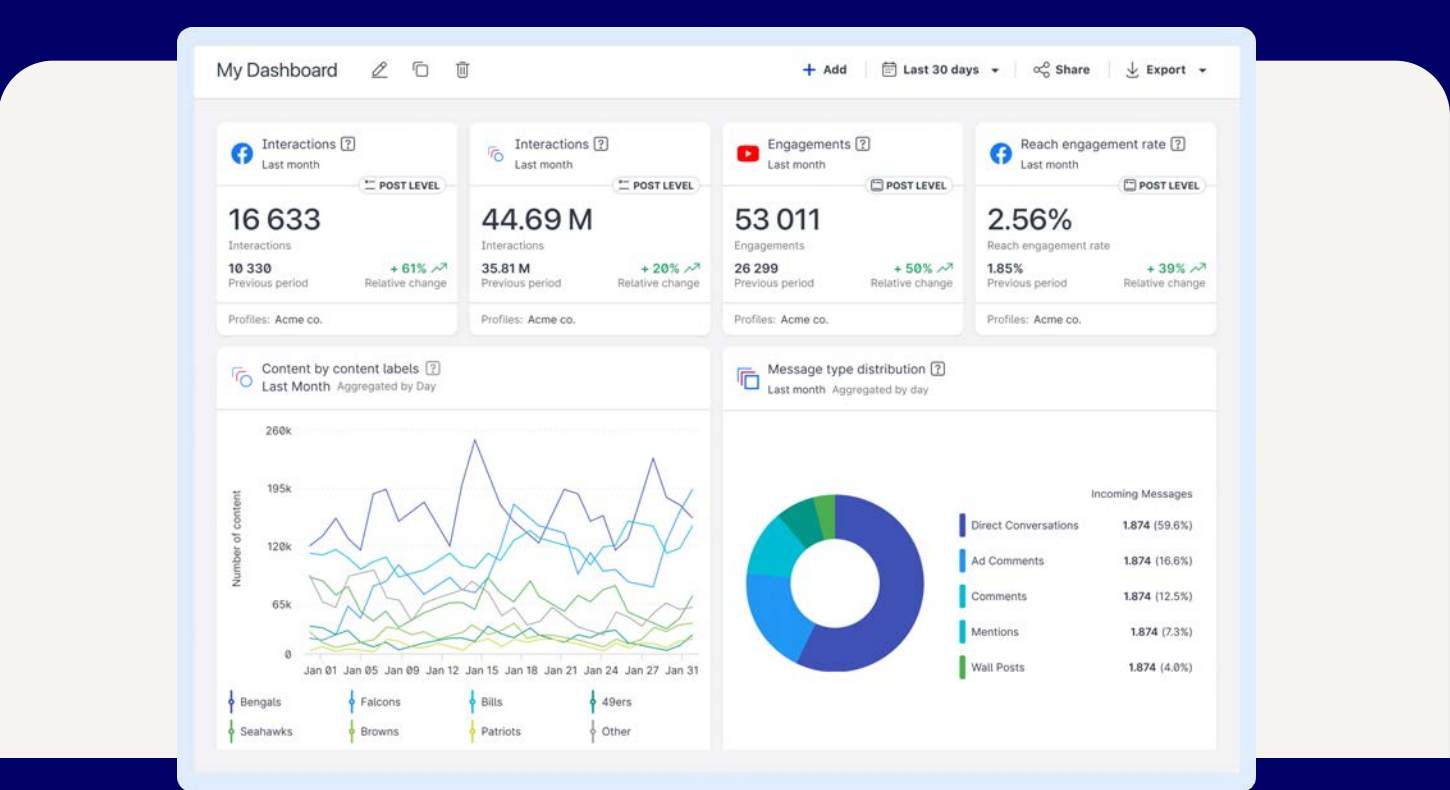 My Dashboard
+ Add
Last 30 days
Share
Export
Interactions ?
Last month
POST LEVEL
16 633
Interactions
10 330
+ 61%
Previous period
Relative change
Profiles: Acme co.
Interactions ?
Last month
POST LEVEL
44.69 M
Interactions
35.81 M
+ 20%
Previous period
Relative change
Profiles: Acme co.
Engagements ?
Last month
POST LEVEL
53 011
Engagements
26 299
+ 50%
Previous period
Relative change
Profiles: Acme co.
Reach engagement rate ?
Last month
POST LEVEL
2.56%
Reach engagement rate
1.85%
+ 39%
Previous period
Relative change
Profiles: Acme co.
Content by content labels ?
Last Month Aggregated by Day
Number of content
260k
195k
120k
65k
0
Jan 01 Jan 05 Jan 09 Jan 12 Jan 15 Jan 18 Jan 21 Jan 24 Jan 27 Jan 31
Bengals Falcons Bills 49ers
Seahawks Browns Patriots Other
Message type distribution ?
Last month Aggregated by day
Incoming Messages
Direct Conversations 1.874 (59.6%)
Ad Comments 1.874 (16.6%)
Comments 1.874 (12.5%)
Mentions 1.874 (7.3%)
Wall Posts 1.874 (4.0%)